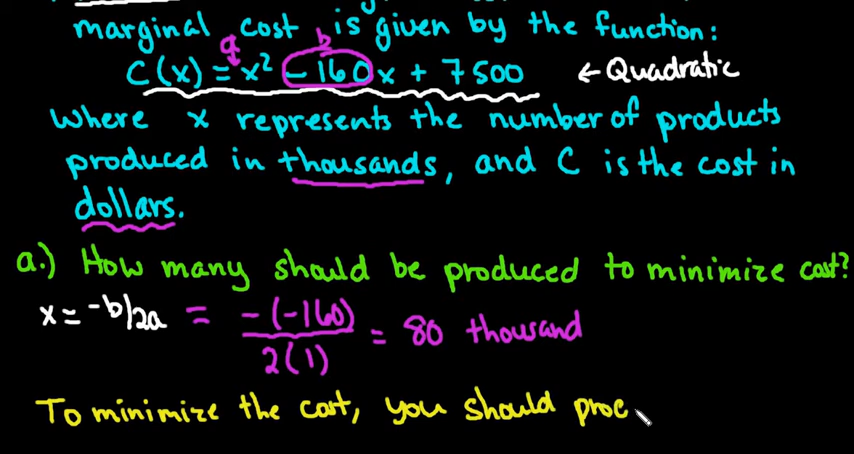 marginal cost is given by the function:
a b
C(x) = x² - 160x + 7500 ← Quadratic
Where x represents the number of products
produced in thousands, and C is the cost in
dollars.
a.) How many should be produced to minimize cost?
x = -b/2a = -(-160) / 2(1) = 80 thousand
To minimize the cost, you should proc